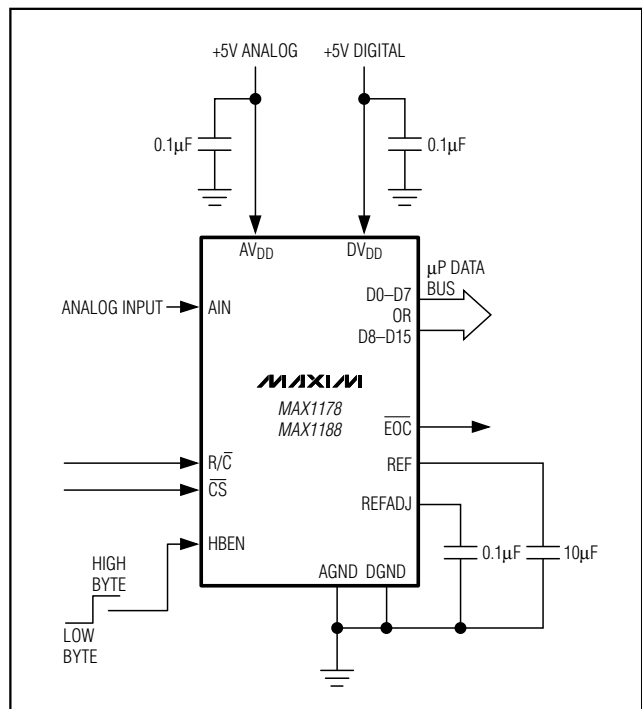 +5V ANALOG
+5V DIGITAL
0.1µF
0.1µF
AVDD
DVDD
µP DATA
BUS
ANALOG INPUT
AIN
D0–D7
OR
D8–D15
MAXIM
MAX1178
MAX1188
EOC
R/C
REF
CS
REFADJ
HBEN
HIGH
BYTE
0.1µF
10µF
AGND
DGND
LOW
BYTE